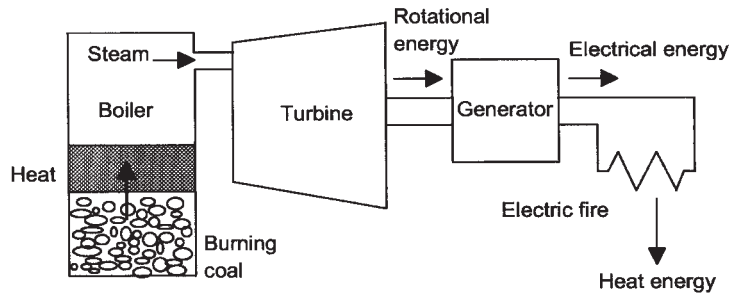 Rotational
energy
Steam
Electrical energy
Boiler
Turbine
Generator
Heat
Electric fire
Burning
coal
Heat energy